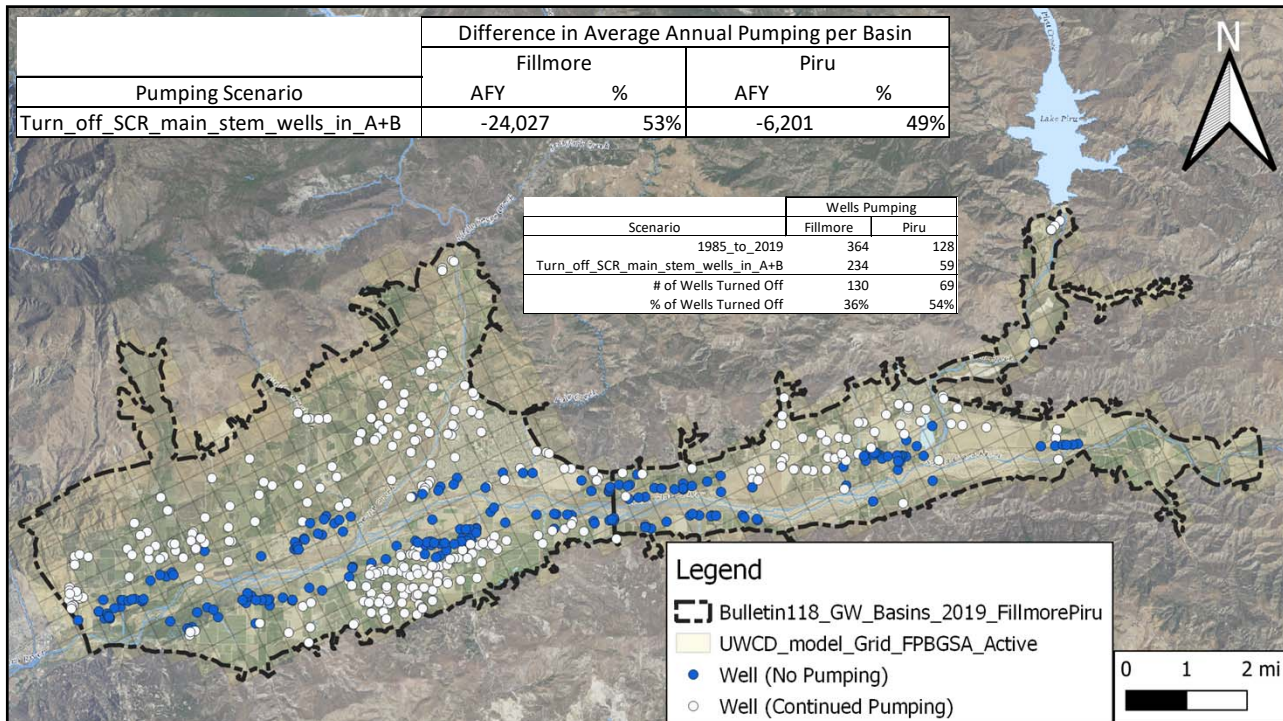 Difference in Average Annual Pumping per Basin
Fillmore Piru
Pumping Scenario AFY % AFY %
Turn_off_SCR_main_stem_wells_in_A+B -24,027 53% -6,201 49%
N
Lake Piru
Wells Pumping
Scenario Fillmore Piru
1985_to_2019 364 128
Turn_off_SCR_main_stem_wells_in_A+B 234 59
# of Wells Turned Off 130 69
% of Wells Turned Off 36% 54%
Legend
Bulletin118_GW_Basins_2019_FillmorePiru
UWCD_model_Grid_FPBGSA_Active
Well (No Pumping)
Well (Continued Pumping)
0 1 2 mi